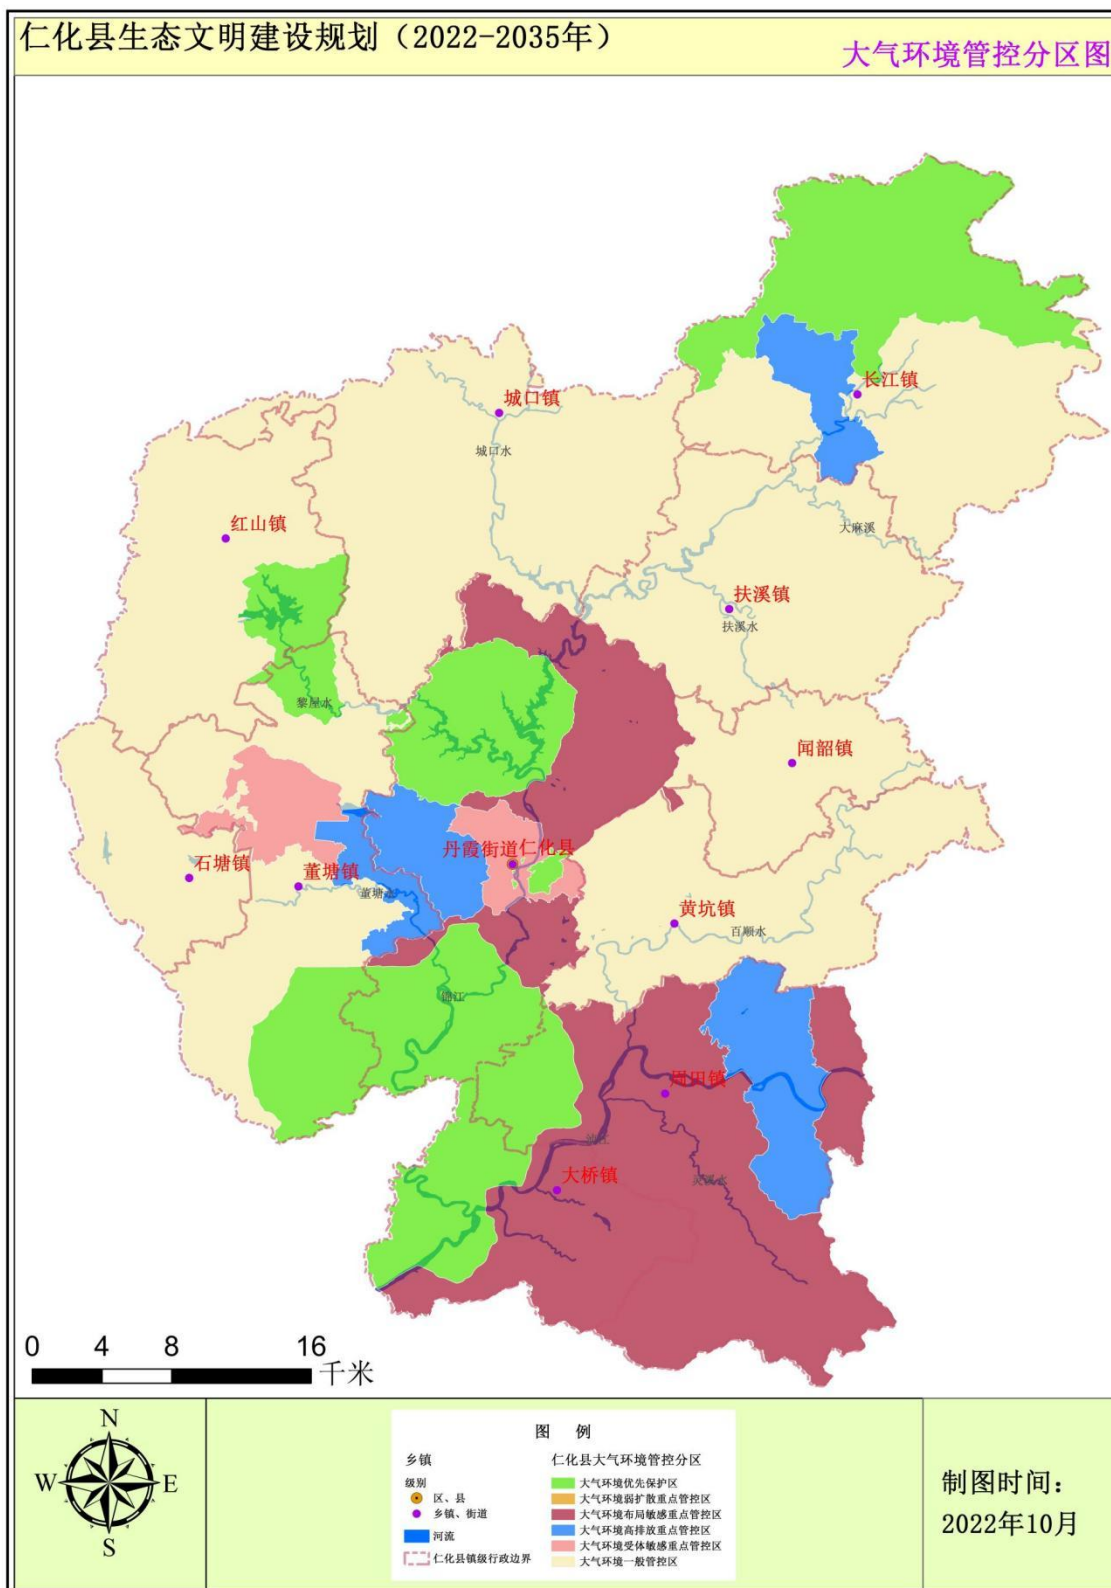 仁化县生态文明建设规划（2022-2035年）
大气环境管控分区图
长江镇
城口镇
城口水
大麻溪
红山镇
扶溪镇
扶溪水
黎屋水
闻韶镇
丹霞街道
仁化县
石塘镇
董塘镇
董塘水
黄坑镇
百顺水
锦江
周田镇
浈江
灵溪水
大桥镇
0 4 8 16
千米
N
W E
S
图 例
乡镇
级别
区、县
乡镇、街道
河流
仁化县镇级行政边界
仁化县大气环境管控分区
大气环境优先保护区
大气环境弱扩散重点管控区
大气环境布局敏感重点管控区
大气环境高排放重点管控区
大气环境受体敏感重点管控区
大气环境一般管控区
制图时间：
2022年10月